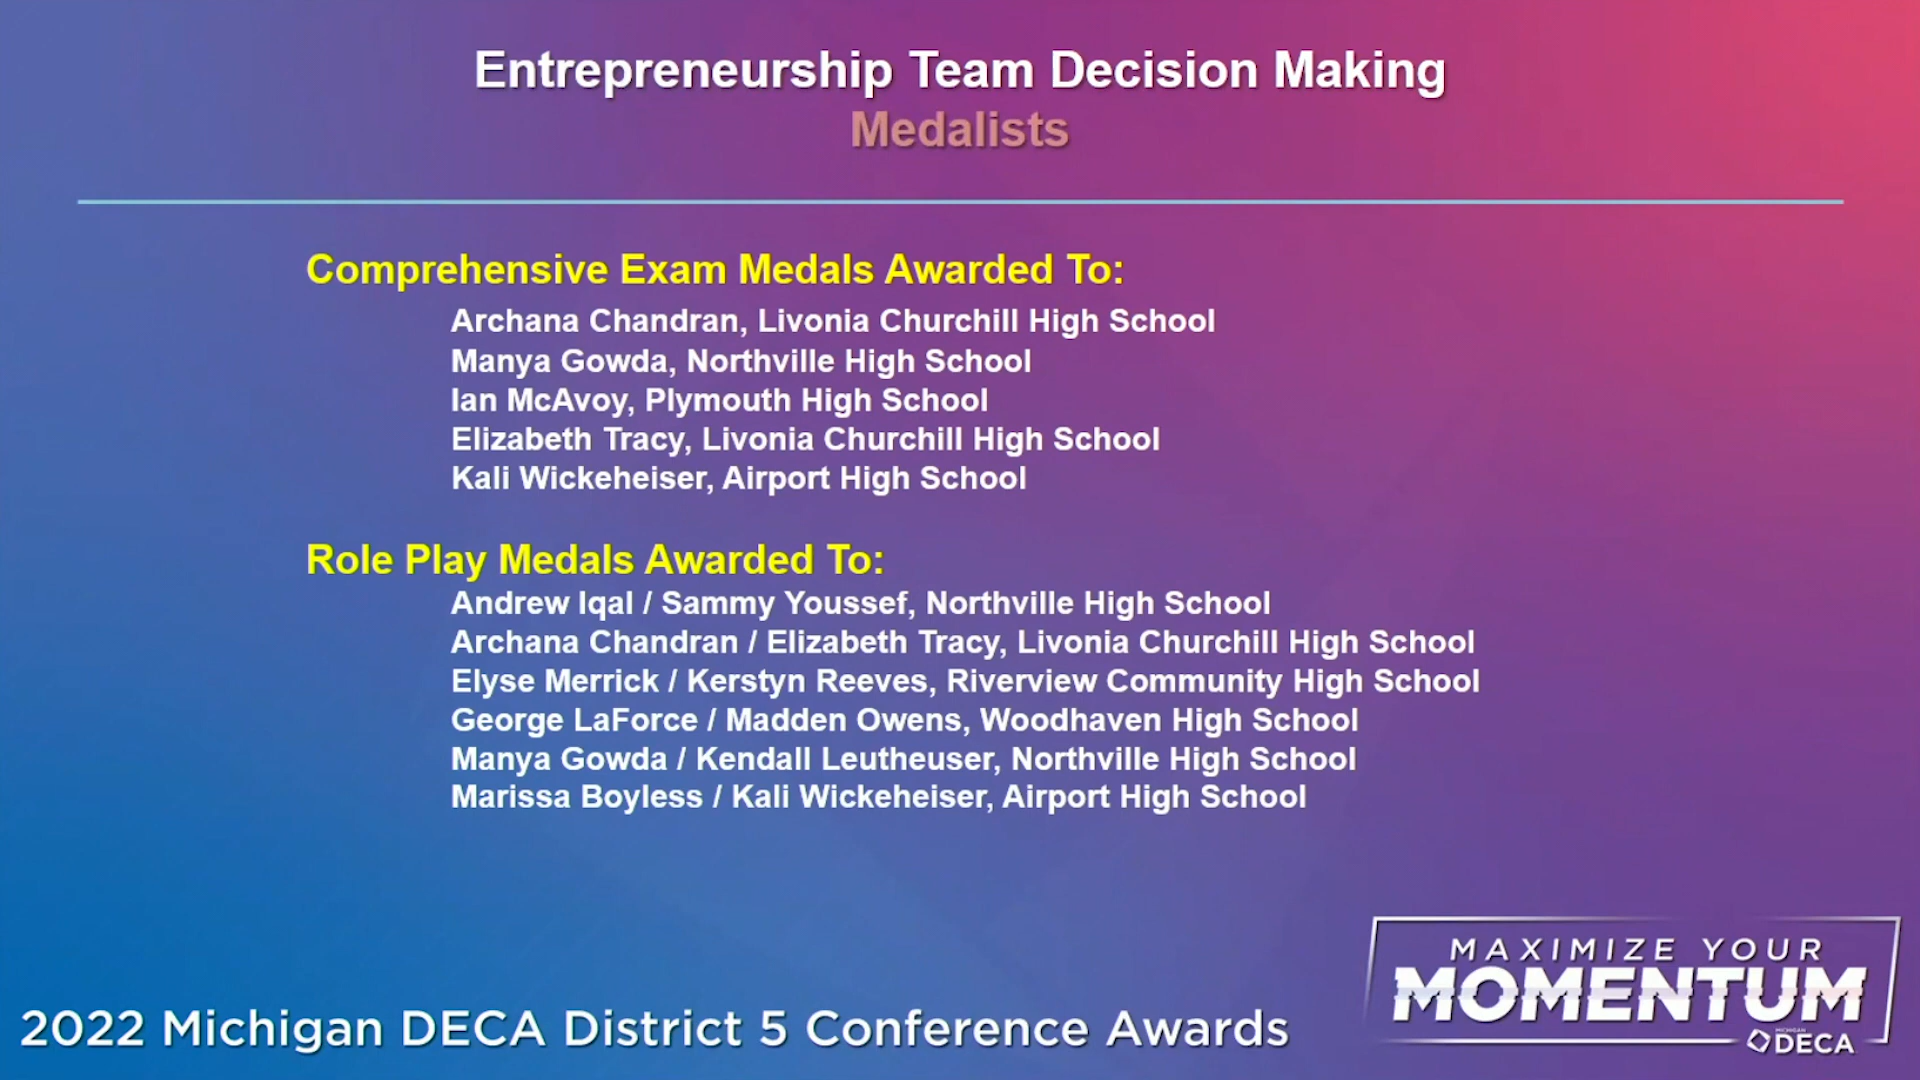 Entrepreneurship Team Decision Making
Medalists
Comprehensive Exam Medals Awarded To:
Archana Chandran, Livonia Churchill High School
Manya Gowda, Northville High School
Ian McAvoy, Plymouth High School
Elizabeth Tracy, Livonia Churchill High School
Kali Wickeheiser, Airport High School
Role Play Medals Awarded To:
Andrew Iqal / Sammy Youssef, Northville High School
Archana Chandran / Elizabeth Tracy, Livonia Churchill High School
Elyse Merrick / Kerstyn Reeves, Riverview Community High School
George LaForce / Madden Owens, Woodhaven High School
Manya Gowda / Kendall Leutheuser, Northville High School
Marissa Boyless / Kali Wickeheiser, Airport High School
2022 Michigan DECA District 5 Conference Awards
MAXIMIZE YOUR
MOMENTUM
MICHIGAN
DECA